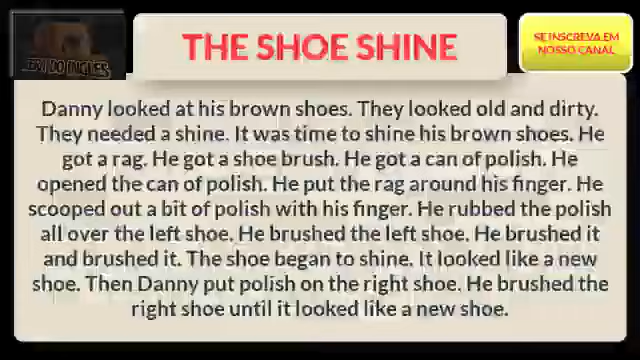 THE SHOE SHINE
SE INSCREVA EM
NOSSO CANAL
Danny looked at his brown shoes. They looked old and dirty.
They needed a shine. It was time to shine his brown shoes. He
got a rag. He got a shoe brush. He got a can of polish. He
opened the can of polish. He put the rag around his finger. He
scooped out a bit of polish with his finger. He rubbed the polish
all over the left shoe. He brushed the left shoe. He brushed it
and brushed it. The shoe began to shine. It looked like a new
shoe. Then Danny put polish on the right shoe. He brushed the
right shoe until it looked like a new shoe.